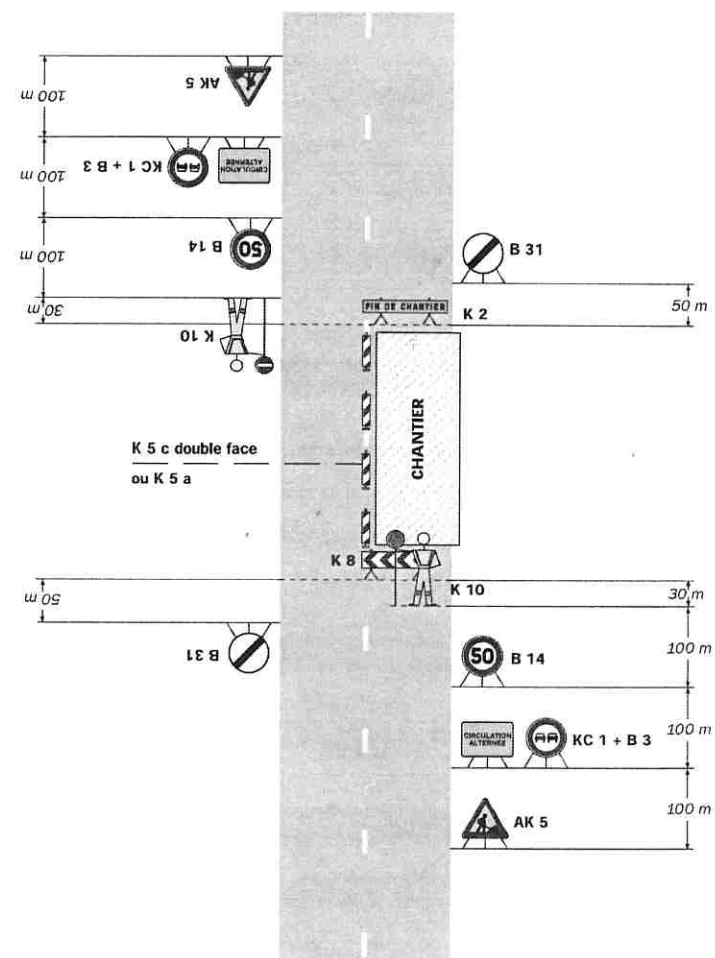 AK 5
100 m
KC 1 + B 3
CIRCULATION
ALTERNÉE
100 m
B 14
50
100 m
30 m
K 10
B 31
50 m
FIN DE CHANTIER
K 2
CHANTIER
K 5 c double face
ou K 5 a
K 8
K 10
30 m
50 m
B 31
50
B 14
100 m
CIRCULATION
ALTERNÉE
KC 1 + B 3
100 m
AK 5
100 m